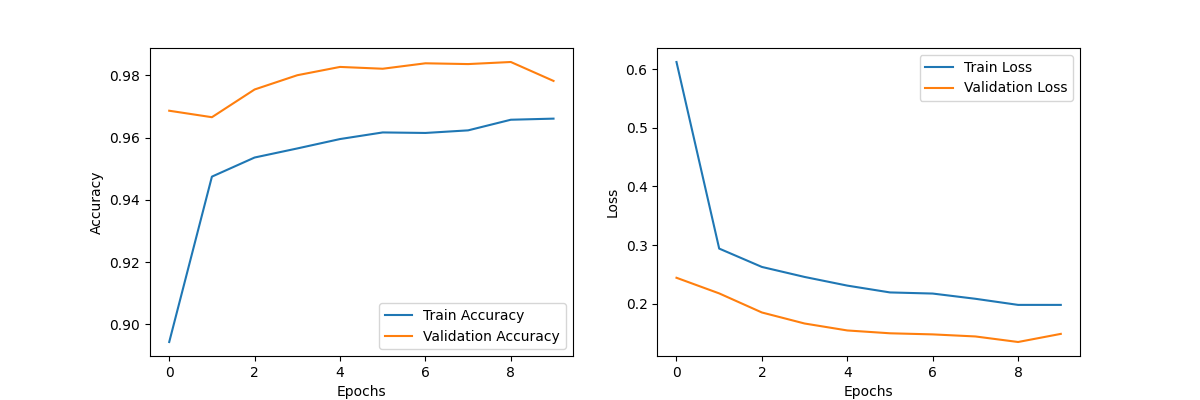 0.98
0.96
0.94
0.92
0.90
Accuracy
0 2 4 6 8
Epochs
Train Accuracy
Validation Accuracy
0.6
0.5
0.4
0.3
0.2
Loss
0 2 4 6 8
Epochs
Train Loss
Validation Loss